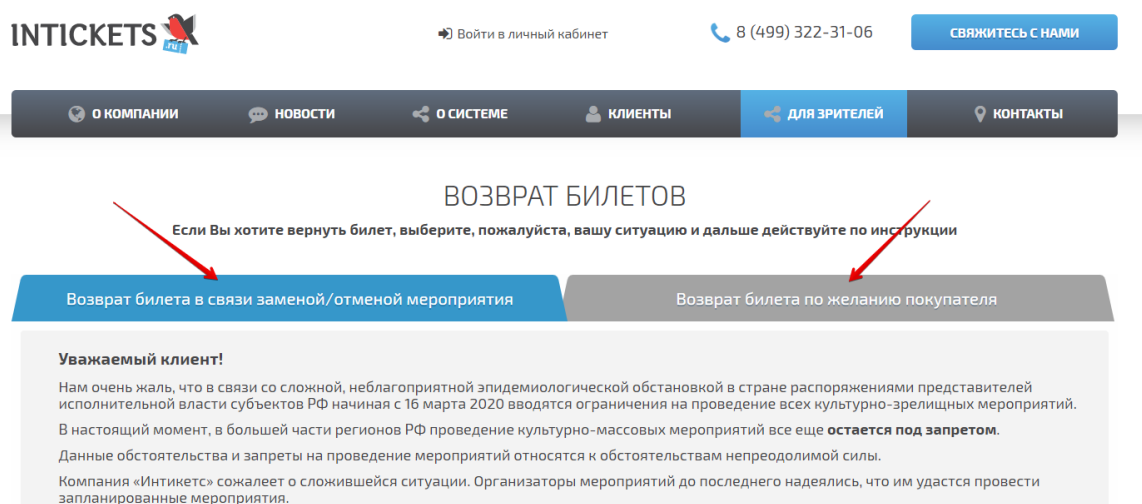 INTICKETS
.ru
Войти в личный кабинет
8 (499) 322-31-06
СВЯЖИТЕСЬ С НАМИ
О КОМПАНИИ
НОВОСТИ
О СИСТЕМЕ
КЛИЕНТЫ
ДЛЯ ЗРИТЕЛЕЙ
КОНТАКТЫ
ВОЗВРАТ БИЛЕТОВ
Если Вы хотите вернуть билет, выберите, пожалуйста, вашу ситуацию и дальше действуйте по инструкции
Возврат билета в связи заменой/отменой мероприятия
Возврат билета по желанию покупателя
Уважаемый клиент!
Нам очень жаль, что в связи со сложной, неблагоприятной эпидемиологической обстановкой в стране распоряжениями представителей
исполнительной власти субъектов РФ начиная с 16 марта 2020 вводятся ограничения на проведение всех культурно-зрелищных мероприятий.
В настоящий момент, в большей части регионов РФ проведение культурно-массовых мероприятий все еще остается под запретом.
Данные обстоятельства и запреты на проведение мероприятий относятся к обстоятельствам непреодолимой силы.
Компания «Интикетс» сожалеет о сложившейся ситуации. Организаторы мероприятий до последнего надеялись, что им удастся провести
запланированные мероприятия.